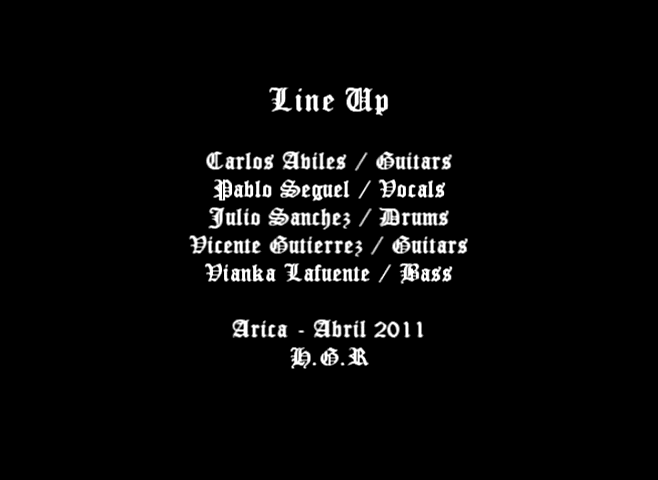 Line Up
Carlos Abiles / Guitars
Pablo Seguel / Vocals
Julio Sanchez / Drums
Vicente Gutierrez / Guitars
Vianka Lafuente / Bass
Arica - Abril 2011
H.G.R